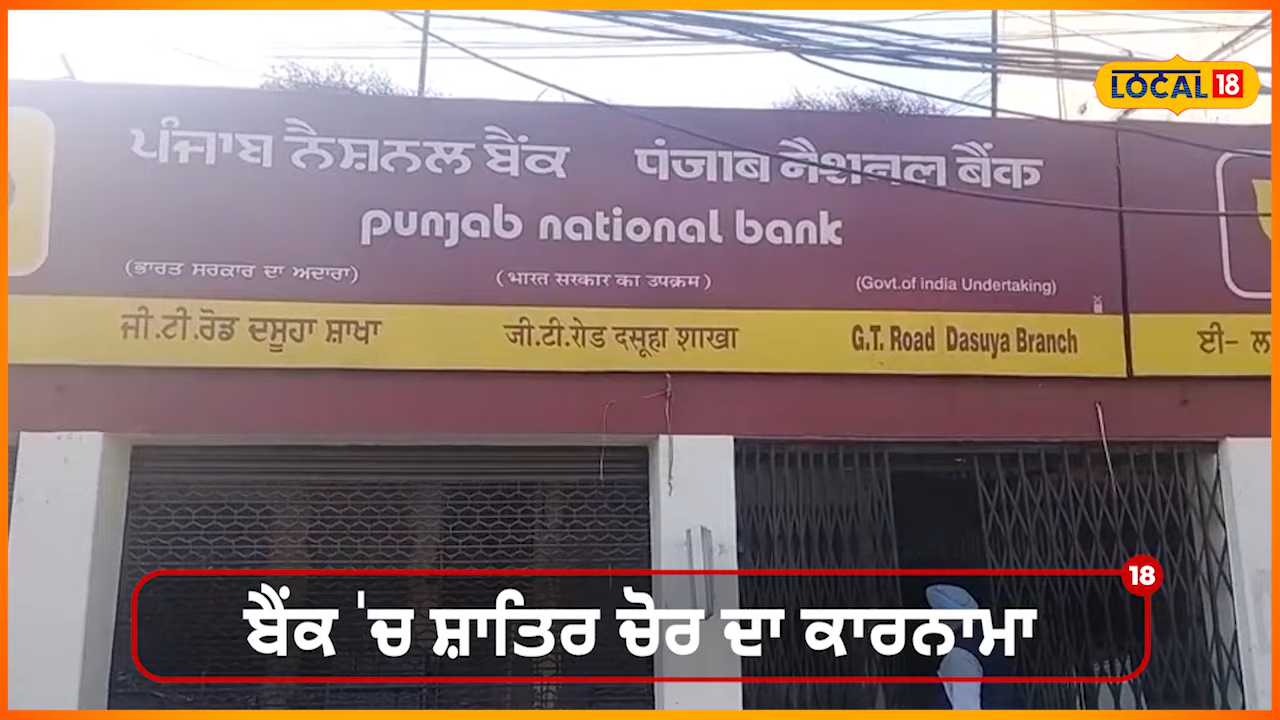 LOCAL 18
ਪੰਜਾਬ ਨੈਸ਼ਨਲ ਬੈਂਕ पंजाब नैशनल बैंक
punjab national bank
(ਭਾਰਤ ਸਰਕਾਰ ਦਾ ਅਦਾਰਾ) (भारत सरकार का उपक्रम) (Govt.of india Undertaking)
ਜੀ.ਟੀ.ਰੋਡ ਦਸੂਹਾ ਸ਼ਾਖਾ जी.टी.रोड दसूहा शाखा G.T. Road Dasuya Branch ਈ-
18
ਬੈਂਕ 'ਚ ਸ਼ਾਤਿਰ ਚੋਰ ਦਾ ਕਾਰਨਾਮਾ